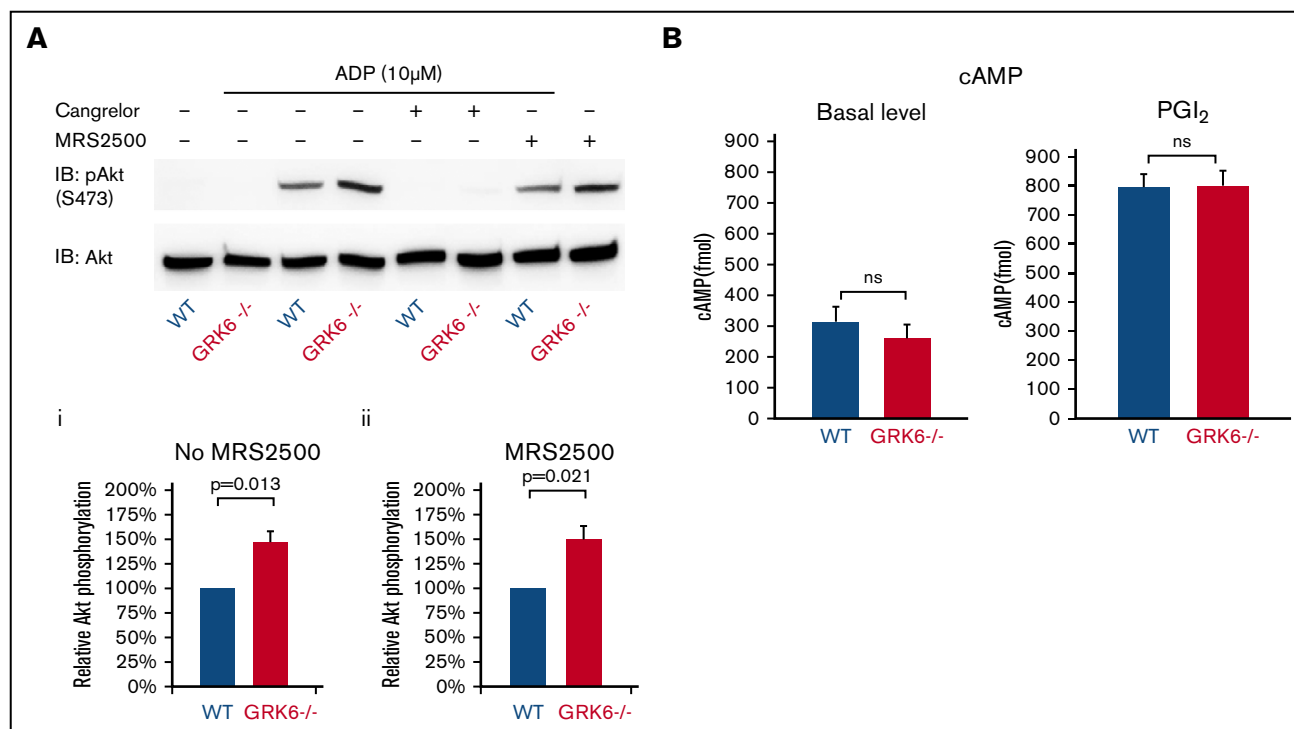 A
ADP (10µM)
Cangrelor – – – – + + – –
MRS2500 – – – – – – + +
IB: pAkt
(S473)
IB: Akt
WT GRK6 -/- WT GRK6 -/- WT GRK6 -/- WT GRK6 -/-
i
No MRS2500
p=0.013
Relative Akt phosphorylation
200%
175%
150%
125%
100%
75%
50%
25%
0%
WT GRK6-/-
ii
MRS2500
p=0.021
Relative Akt phosphorylation
200%
175%
150%
125%
100%
75%
50%
25%
0%
WT GRK6-/-
B
cAMP
Basal level
cAMP(fmol)
900
800
700
600
500
400
300
200
100
0
ns
WT GRK6-/-
PGI₂
cAMP(fmol)
900
800
700
600
500
400
300
200
100
0
ns
WT GRK6-/-